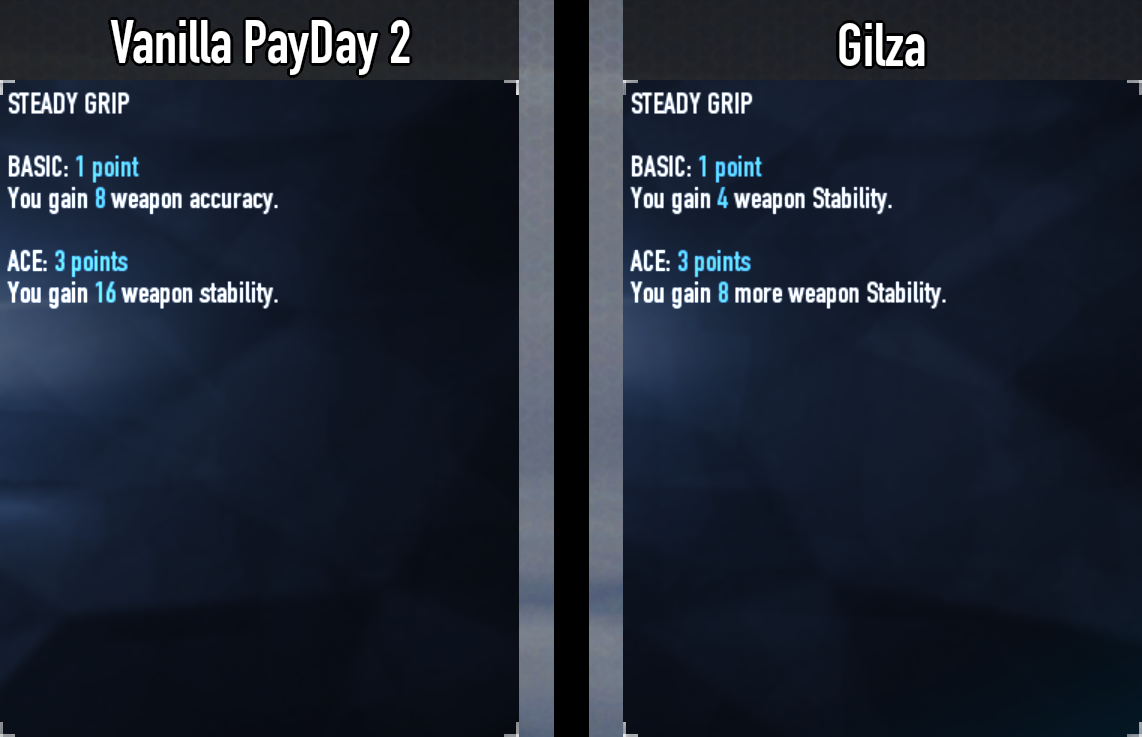 Vanilla PayDay 2
STEADY GRIP
BASIC: 1 point
You gain 8 weapon accuracy.
ACE: 3 points
You gain 16 weapon stability.
Gilza
STEADY GRIP
BASIC: 1 point
You gain 4 weapon Stability.
ACE: 3 points
You gain 8 more weapon Stability.